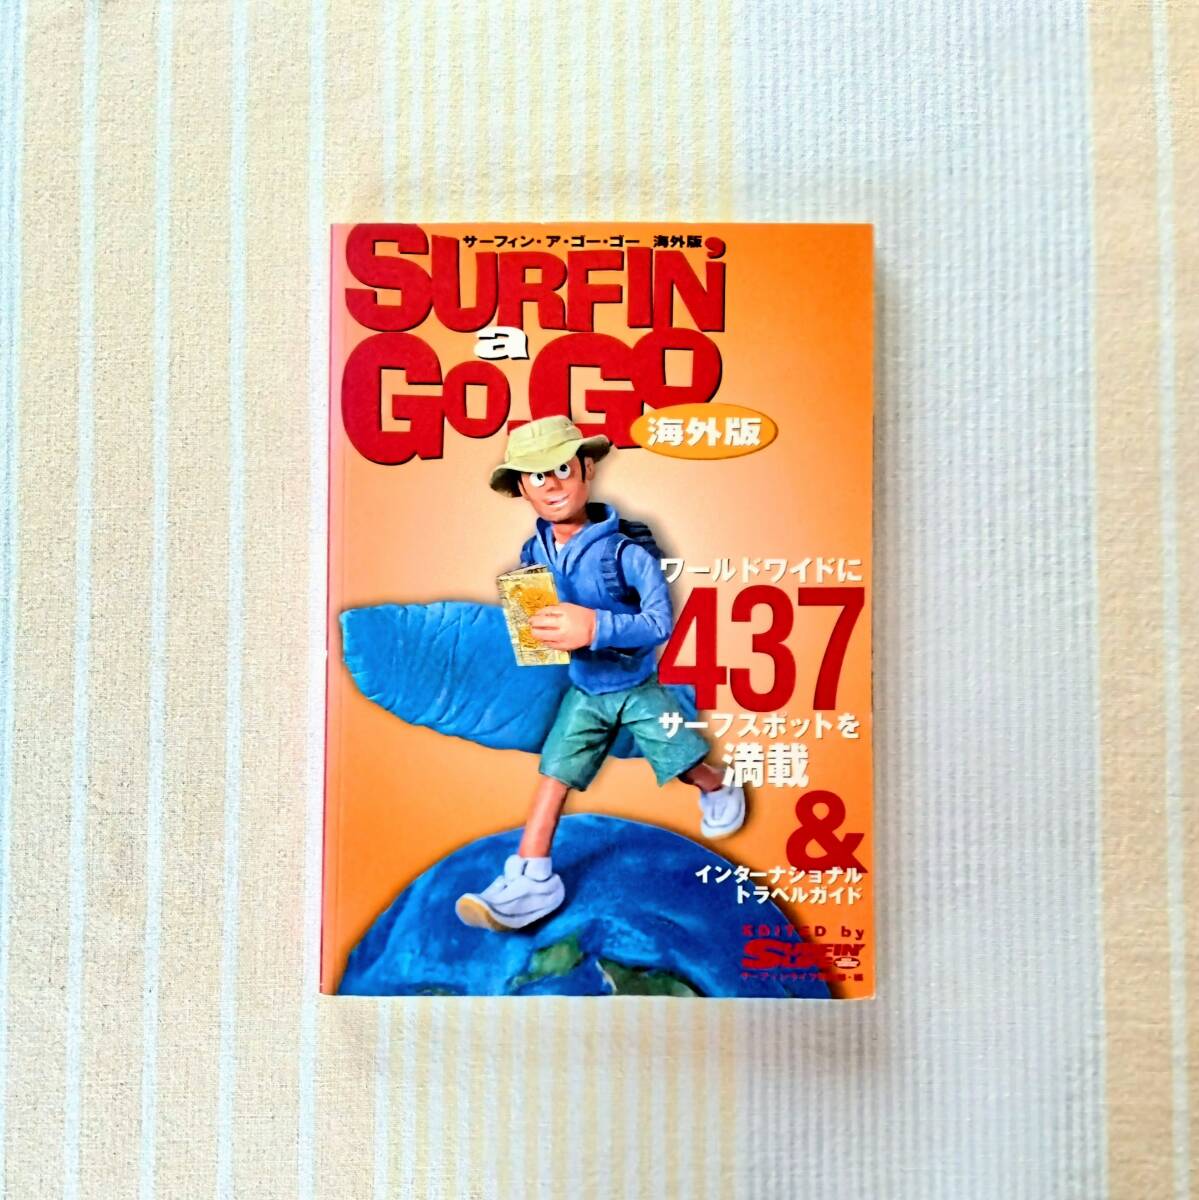 サーフィン・ア・ゴー・ゴー 海外版
SURFIN'
a
GO-GO
海外版
ワールドワイドに
437
サーフスポットを
満載
&
インターナショナル
トラベルガイド
EDITED by
SURFIN'
LIFE